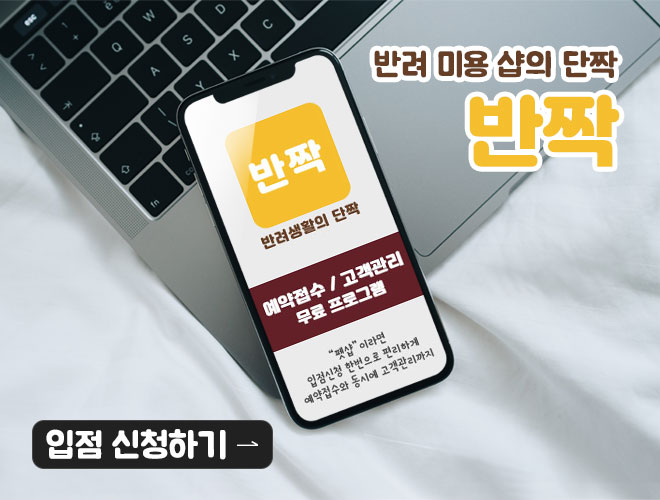 반려 미용 샵의 단짝
반짝
반짝
반려생활의 단짝
예약접수 / 고객관리
무료 프로그램
“펫샵” 이라면
입점신청 한번으로 편리하게
예약접수와 동시에 고객관리까지
입점 신청하기 →
esc
fn